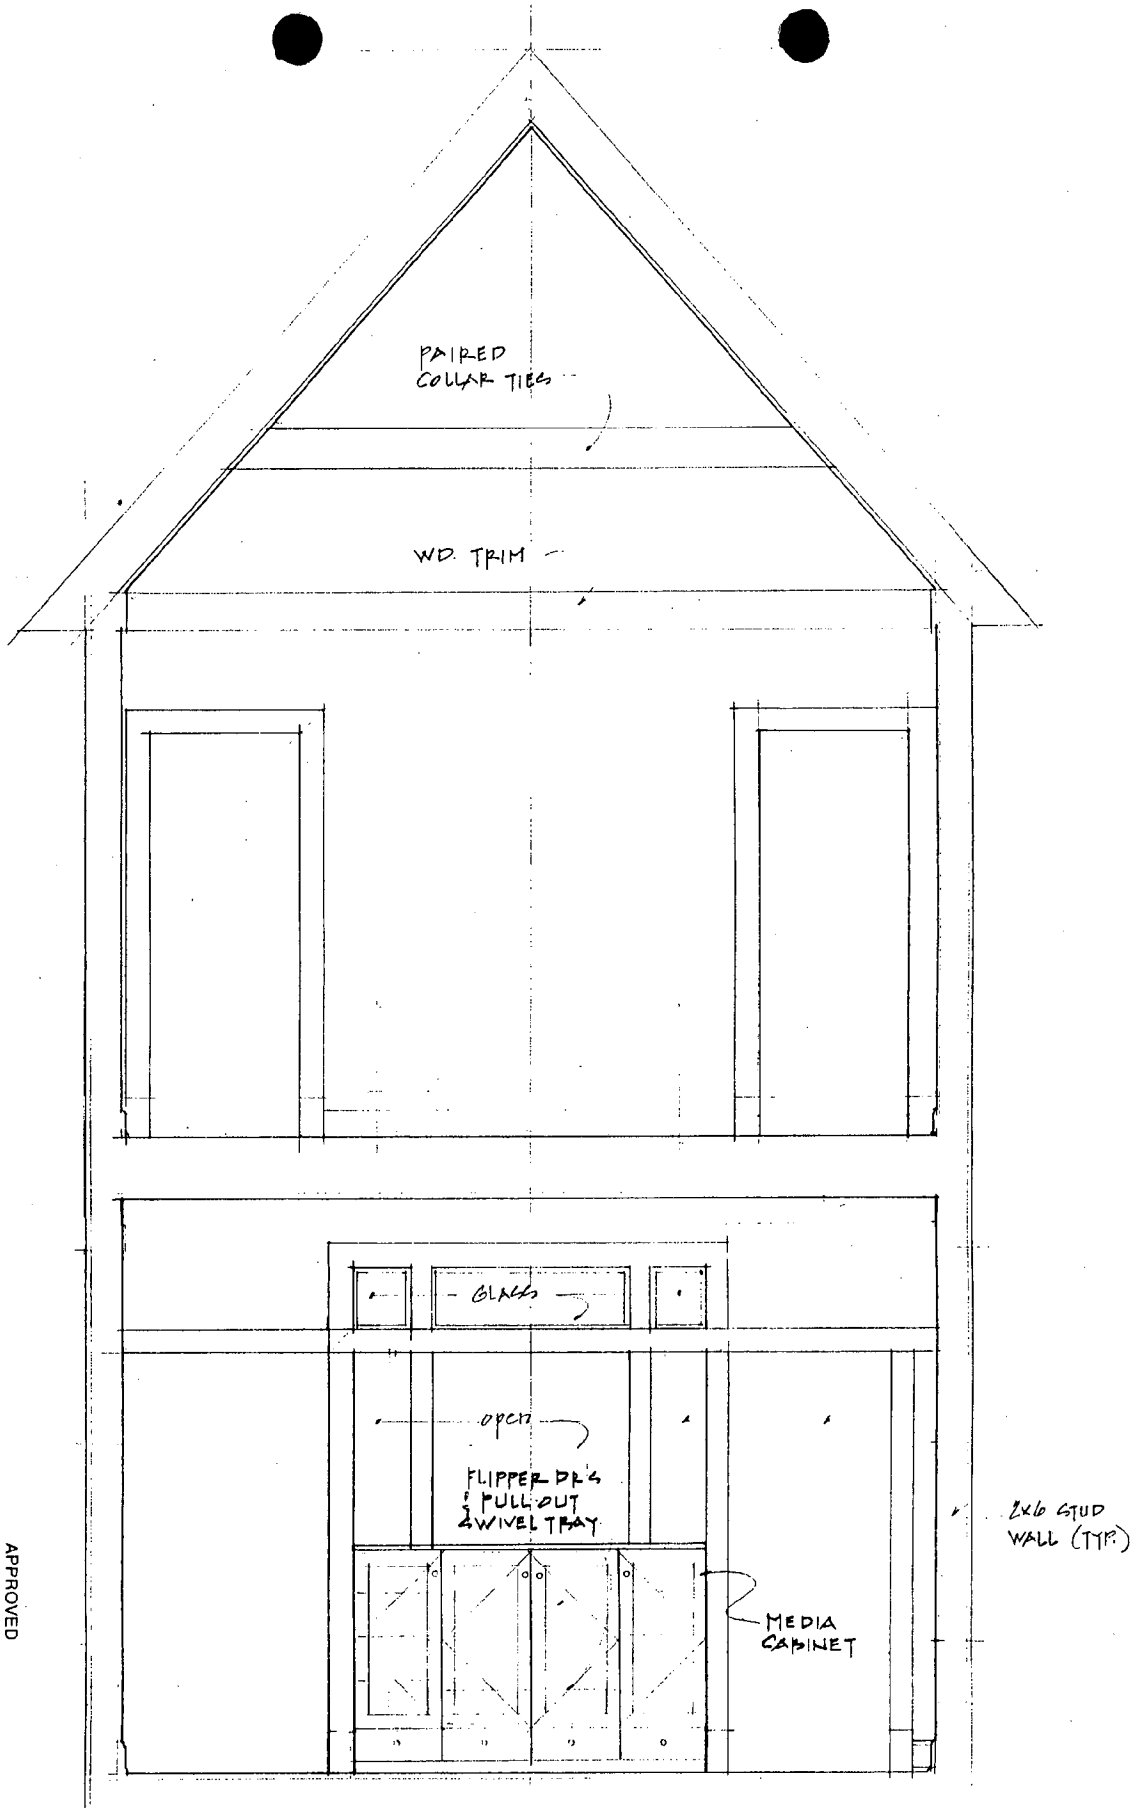 PAIRED
COLLAR TIES
WD. TRIM
GLASS
open
FLIPPER DRS
& PULL OUT
SWIVEL TRAY
2x6 STUD
WALL (TYP.)
MEDIA
CABINET
APPROVED